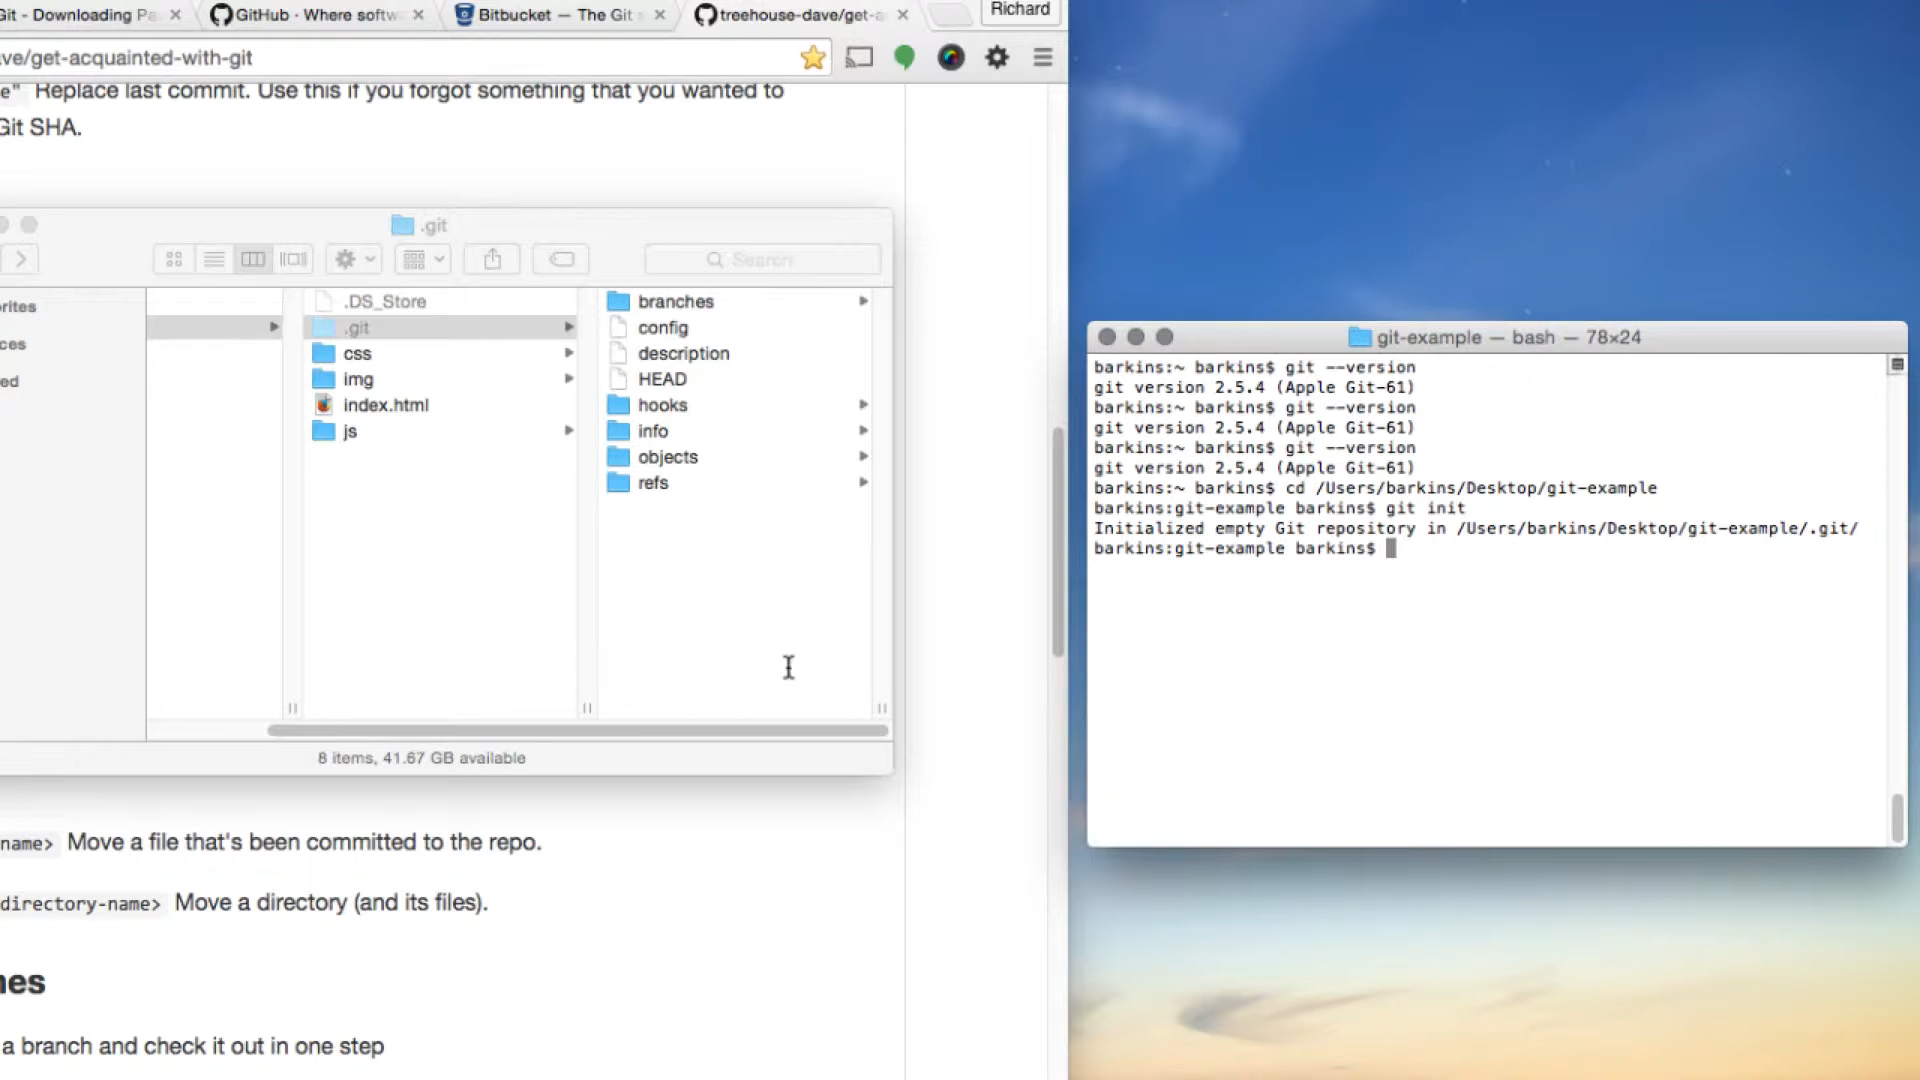 Git - Downloading Pa
GitHub · Where softw
Bitbucket — The Git
treehouse-dave/get-a
Richard
ve/get-acquainted-with-git
e" Replace last commit. Use this if you forgot something that you wanted to
Git SHA.
.git
Search
rites
ces
ed
.DS_Store
.git
css
img
index.html
js
branches
config
description
HEAD
hooks
info
objects
refs
8 items, 41.67 GB available
name> Move a file that's been committed to the repo.
directory-name> Move a directory (and its files).
nes
a branch and check it out in one step
git-example — bash — 78×24
barkins:~ barkins$ git --version
git version 2.5.4 (Apple Git-61)
barkins:~ barkins$ git --version
git version 2.5.4 (Apple Git-61)
barkins:~ barkins$ git --version
git version 2.5.4 (Apple Git-61)
barkins:~ barkins$ cd /Users/barkins/Desktop/git-example
barkins:git-example barkins$ git init
Initialized empty Git repository in /Users/barkins/Desktop/git-example/.git/
barkins:git-example barkins$